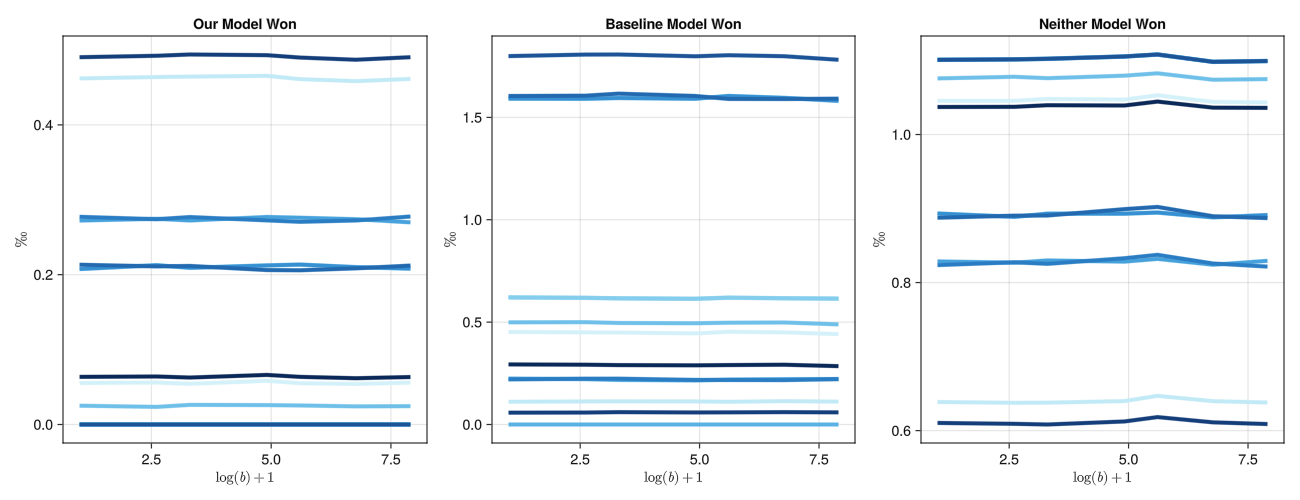 Our Model Won
‰
0.4
0.2
0.0
2.5 5.0 7.5
log(b) + 1
Baseline Model Won
‰
1.5
1.0
0.5
0.0
2.5 5.0 7.5
log(b) + 1
Neither Model Won
‰
1.0
0.8
0.6
2.5 5.0 7.5
log(b) + 1